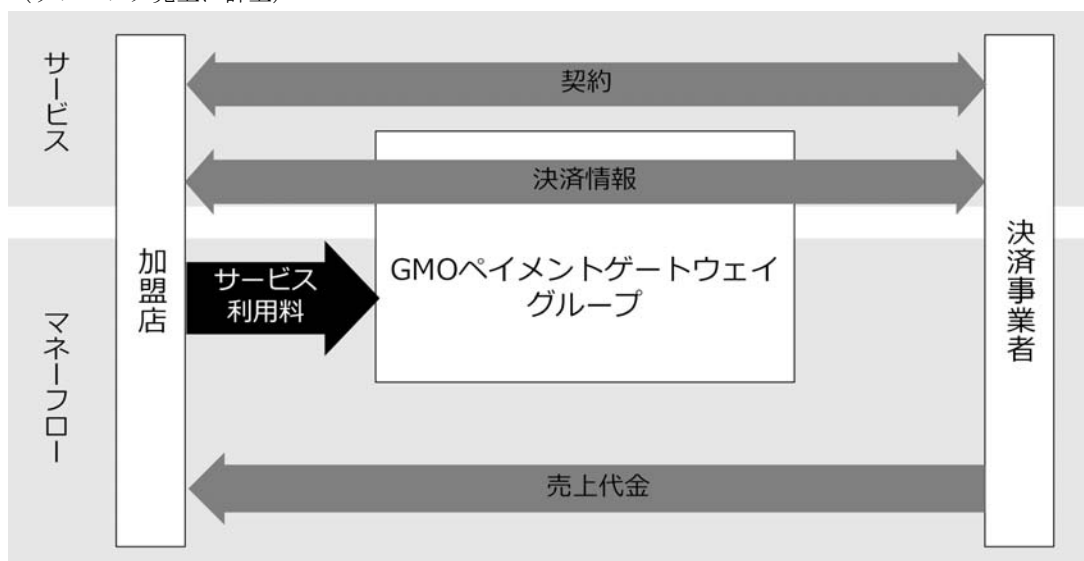 サービス
契約
決済情報
加盟店
サービス
利用料
GMOペイメントゲートウェイ
グループ
決済事業者
マネーフロー
売上代金